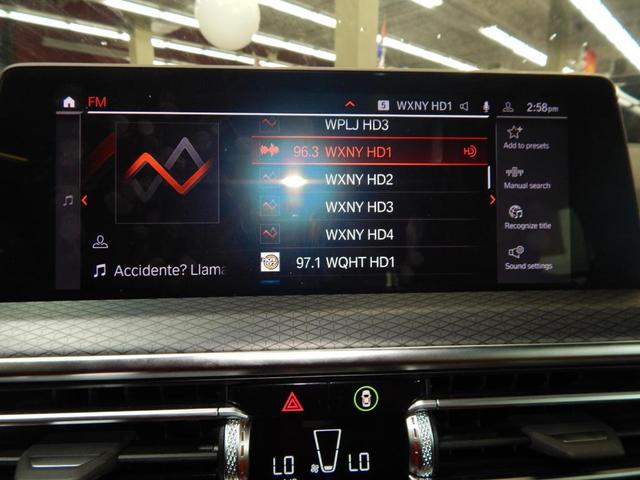 FM
5 WXNY HD1
2:58pm
WPLJ HD3
96.3 WXNY HD1
WXNY HD2
WXNY HD3
WXNY HD4
97.1 WQHT HD1
Accidente? Llama
Add to presets
Manual search
Recognize title
Sound settings
LO
LO